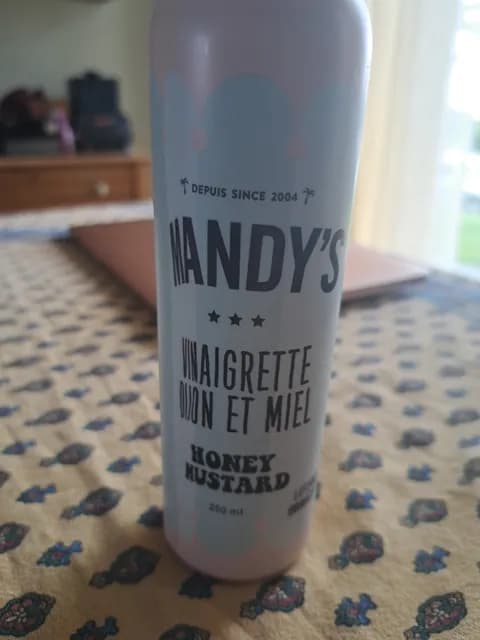 DEPUIS SINCE 2004
MANDY'S
VINAIGRETTE
DIJON ET MIEL
HONEY
MUSTARD
250 ml